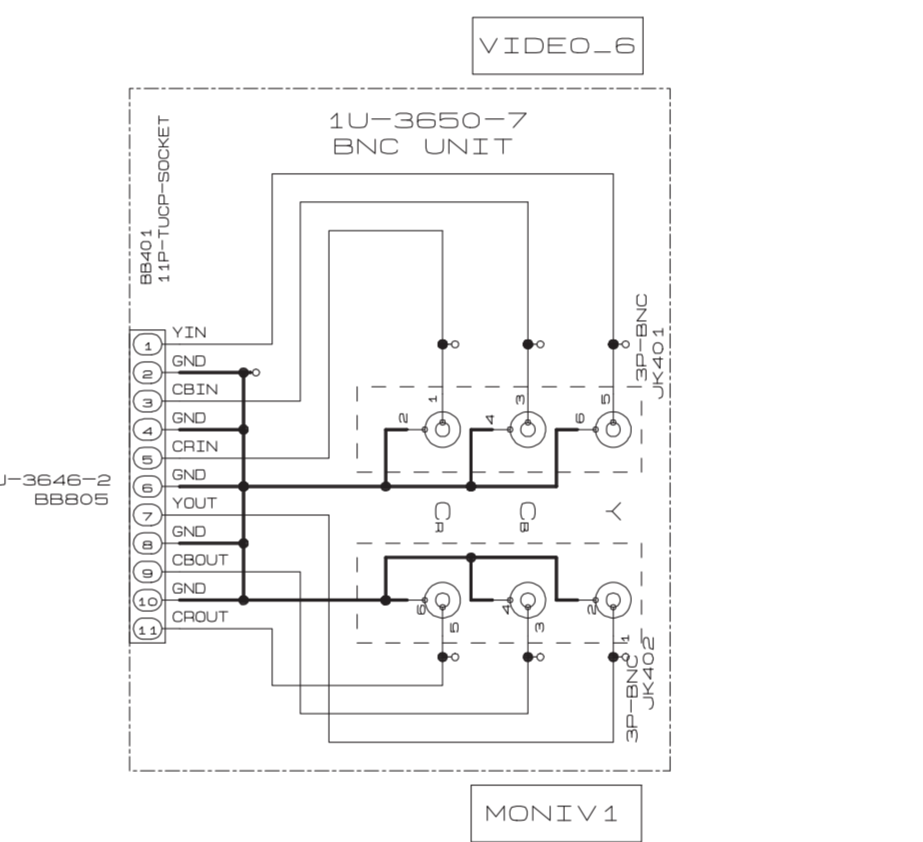 VIDEO_6
1U-3650-7
BNC UNIT
BB401
11P-TUCP-SOCKET
3P-BNC
JK401
1 YIN
2 GND
3 CBIN
4 GND
5 CRIN
6 GND
7 YOUT
8 GND
9 CBOUT
10 GND
11 CROUT
U-3646-2
BB805
2 1 4 3 6 5
CR CB Y
6 5 4 3 2 1
3P-BNC
JK402
MONIV1